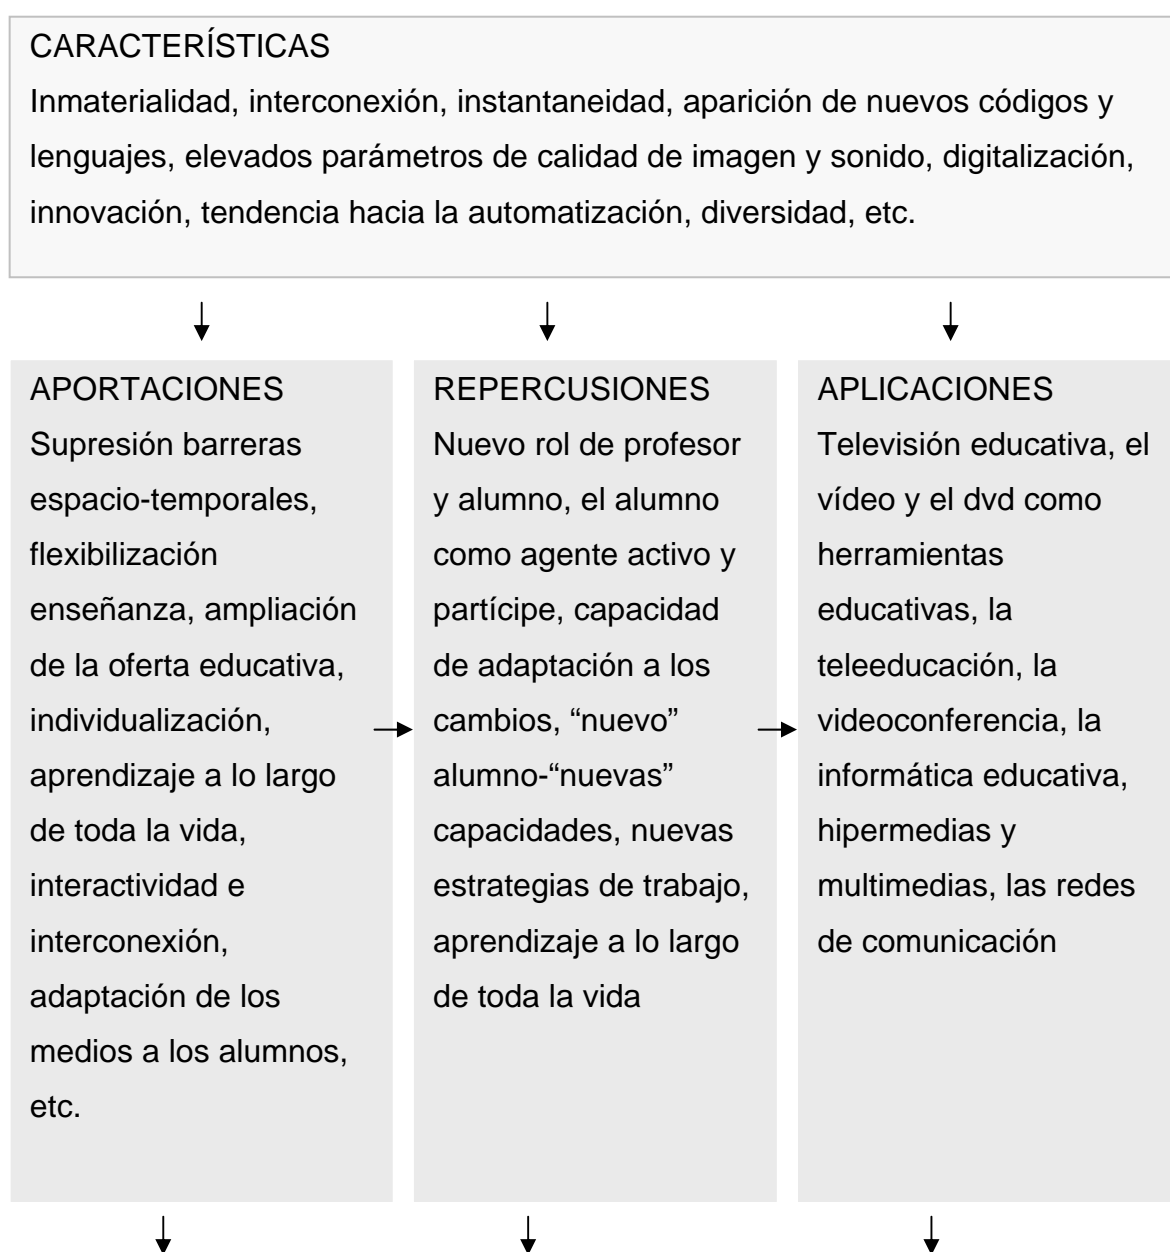 CARACTERÍSTICAS
Inmaterialidad, interconexión, instantaneidad, aparición de nuevos códigos y
lenguajes, elevados parámetros de calidad de imagen y sonido, digitalización,
innovación, tendencia hacia la automatización, diversidad, etc.
APORTACIONES
Supresión barreras
espacio-temporales,
flexibilización
enseñanza, ampliación
de la oferta educativa,
individualización,
aprendizaje a lo largo
de toda la vida,
interactividad e
interconexión,
adaptación de los
medios a los alumnos,
etc.
REPERCUSIONES
Nuevo rol de profesor
y alumno, el alumno
como agente activo y
partícipe, capacidad
de adaptación a los
cambios, “nuevo”
alumno-“nuevas”
capacidades, nuevas
estrategias de trabajo,
aprendizaje a lo largo
de toda la vida
APLICACIONES
Televisión educativa, el
vídeo y el dvd como
herramientas
educativas, la
teleeducación, la
videoconferencia, la
informática educativa,
hipermedias y
multimedias, las redes
de comunicación